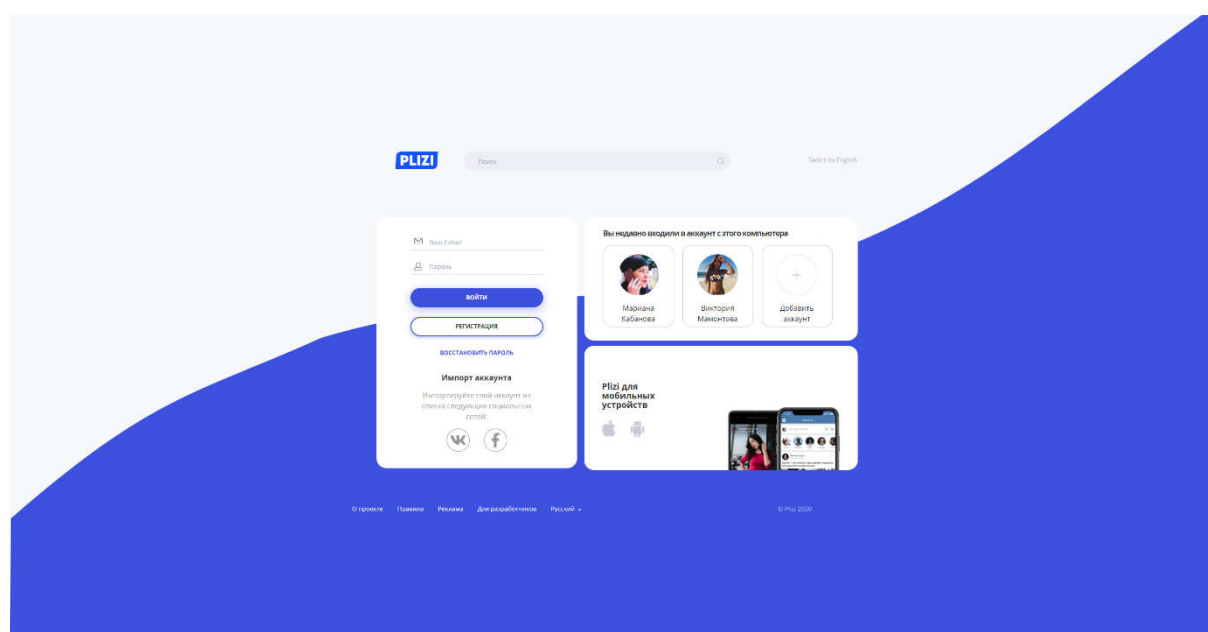 PLIZI
Поиск
Switch to English
Ваш E-mail
Пароль
ВОЙТИ
РЕГИСТРАЦИЯ
ВОССТАНОВИТЬ ПАРОЛЬ
Импорт аккаунта
Импортируйте свой аккаунт из
списка следующих социальных
сетей:
Вы недавно входили в аккаунт с этого компьютера
Мариана
Кабанова
Виктория
Мамонтова
Добавить
аккаунт
Plizi для
мобильных
устройств
О проекте Правила Реклама Для разработчиков Русский
© Plizi 2020